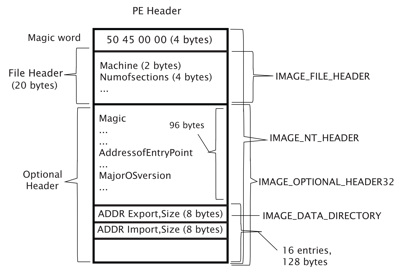 PE Header
Magic word
50 45 00 00 (4 bytes)
File Header
(20 bytes)
Machine (2 bytes)
Numofsections (4 bytes)
...
IMAGE_FILE_HEADER
Magic
...
...
AddressofEntryPoint
...
MajorOSversion
96 bytes
IMAGE_NT_HEADER
Optional
Header
IMAGE_OPTIONAL_HEADER32
ADDR Export,Size (8 bytes)
IMAGE_DATA_DIRECTORY
ADDR Import,Size (8 bytes)
16 entries,
128 bytes